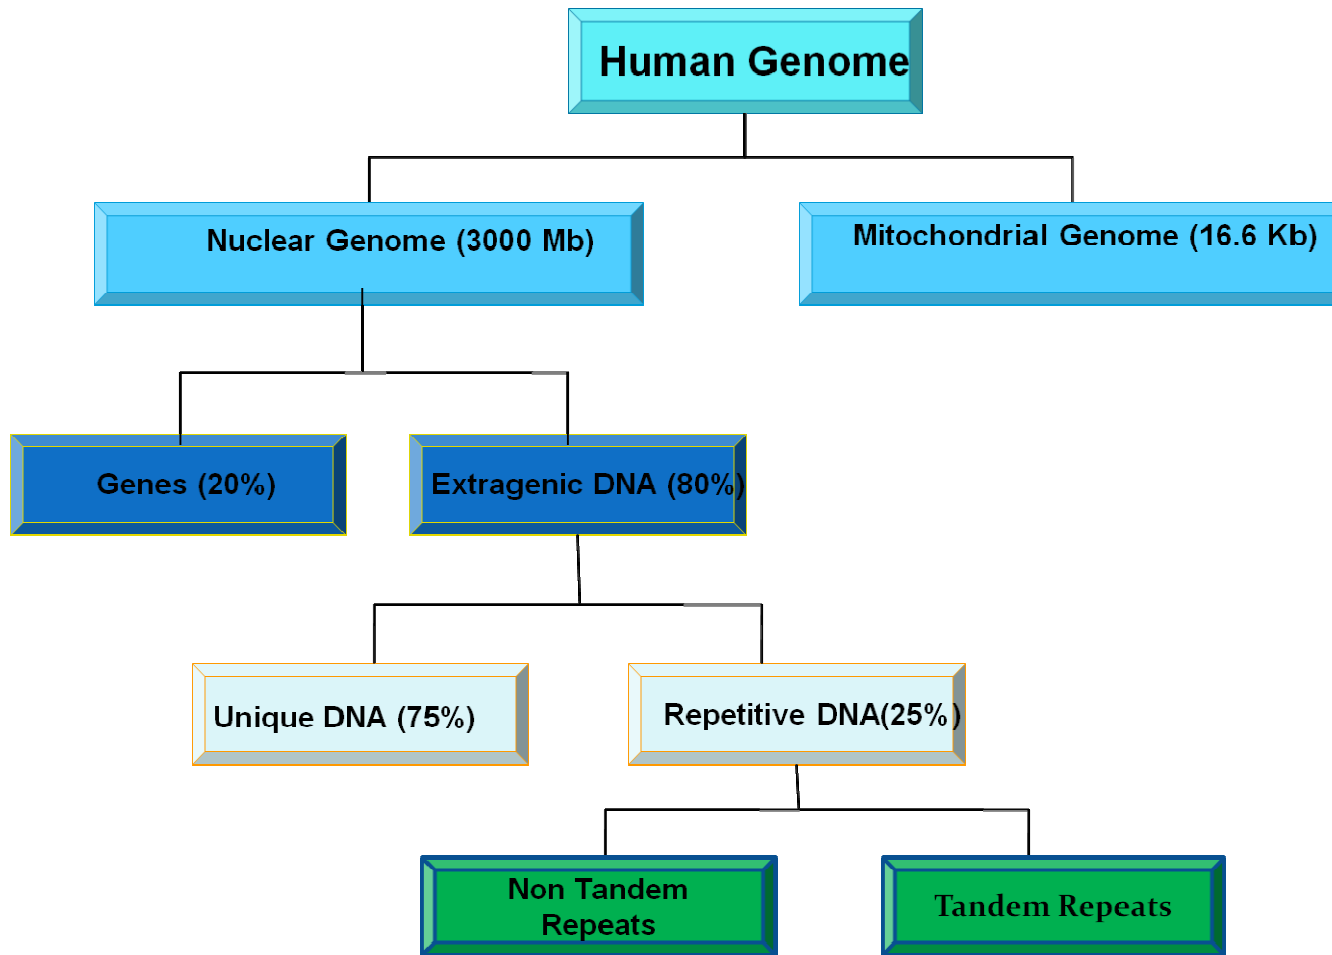 Human Genome
Nuclear Genome (3000 Mb)
Mitochondrial Genome (16.6 Kb)
Genes (20%)
Extragenic DNA (80%)
Unique DNA (75%)
Repetitive DNA(25%)
Non Tandem
Repeats
Tandem Repeats